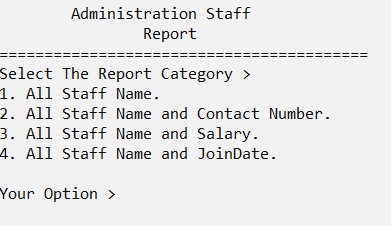 Administration Staff
Report
=========================================
Select The Report Category >
1. All Staff Name.
2. All Staff Name and Contact Number.
3. All Staff Name and Salary.
4. All Staff Name and JoinDate.
Your Option >